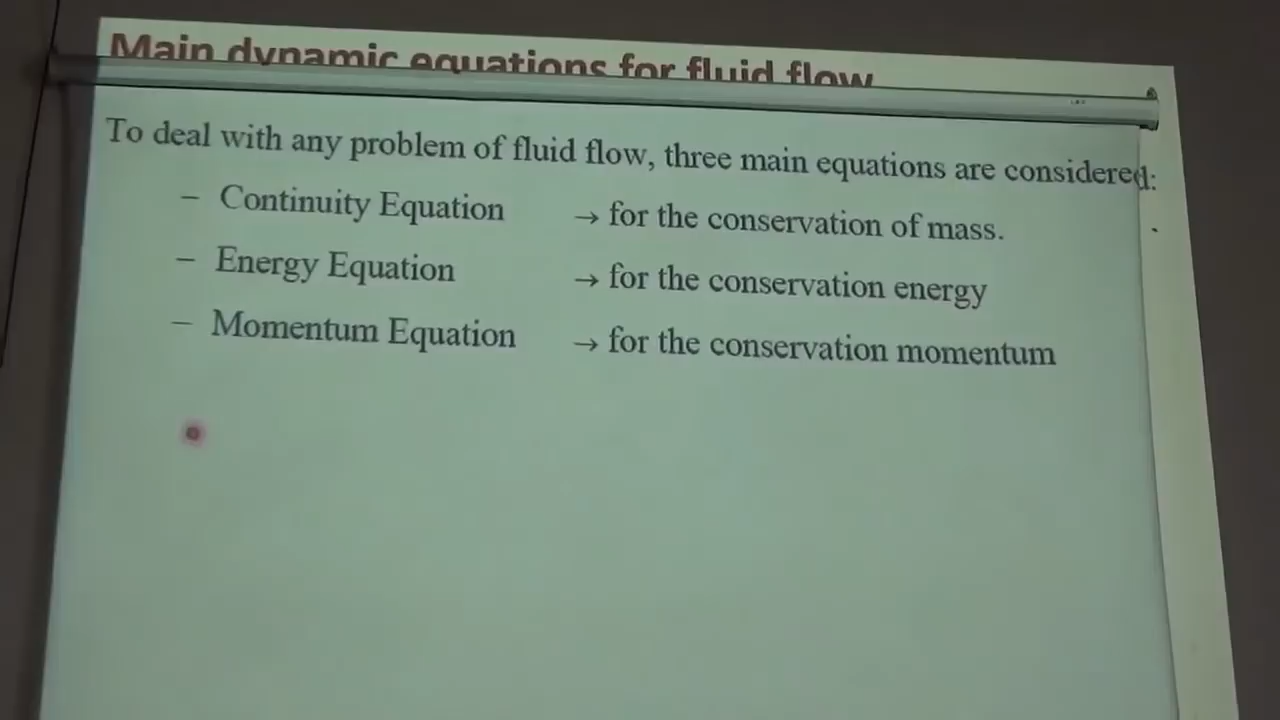 Main dynamic equations for fluid flow
To deal with any problem of fluid flow, three main equations are considered:
– Continuity Equation → for the conservation of mass.
– Energy Equation → for the conservation energy
– Momentum Equation → for the conservation momentum